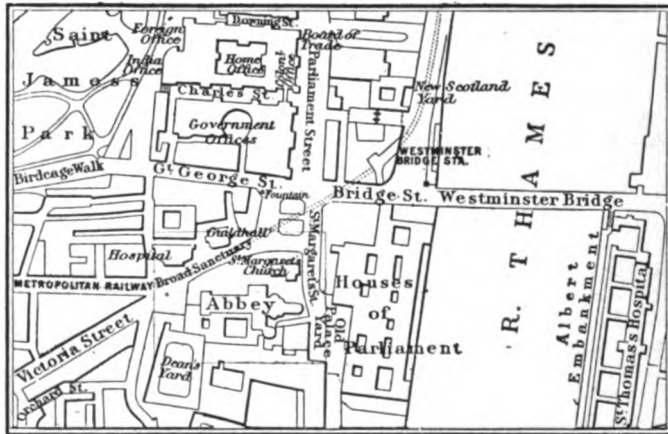 Saint
James's
Park
Foreign
Office
India
Office
Downing St.
Home
Office
Colonial
Office
Board of
Trade
Parliament Street
Charles St.
Government
Offices
New Scotland
Yard
WESTMINSTER
BRIDGE STA.
Birdcage Walk
Gt. George St.
Fountain
Bridge St.
Westminster Bridge
R. THAMES
Guildhall
Hospital
Broad Sanctuary
St. Margaret's
Church
St. Margarets St.
METROPOLITAN RAILWAY
Abbey
Houses
of
Parliament
Old
Palace
Yard
Victoria Street
Dean's
Yard
Orchard St.
Albert
Embankment
St. Thomas's Hospital